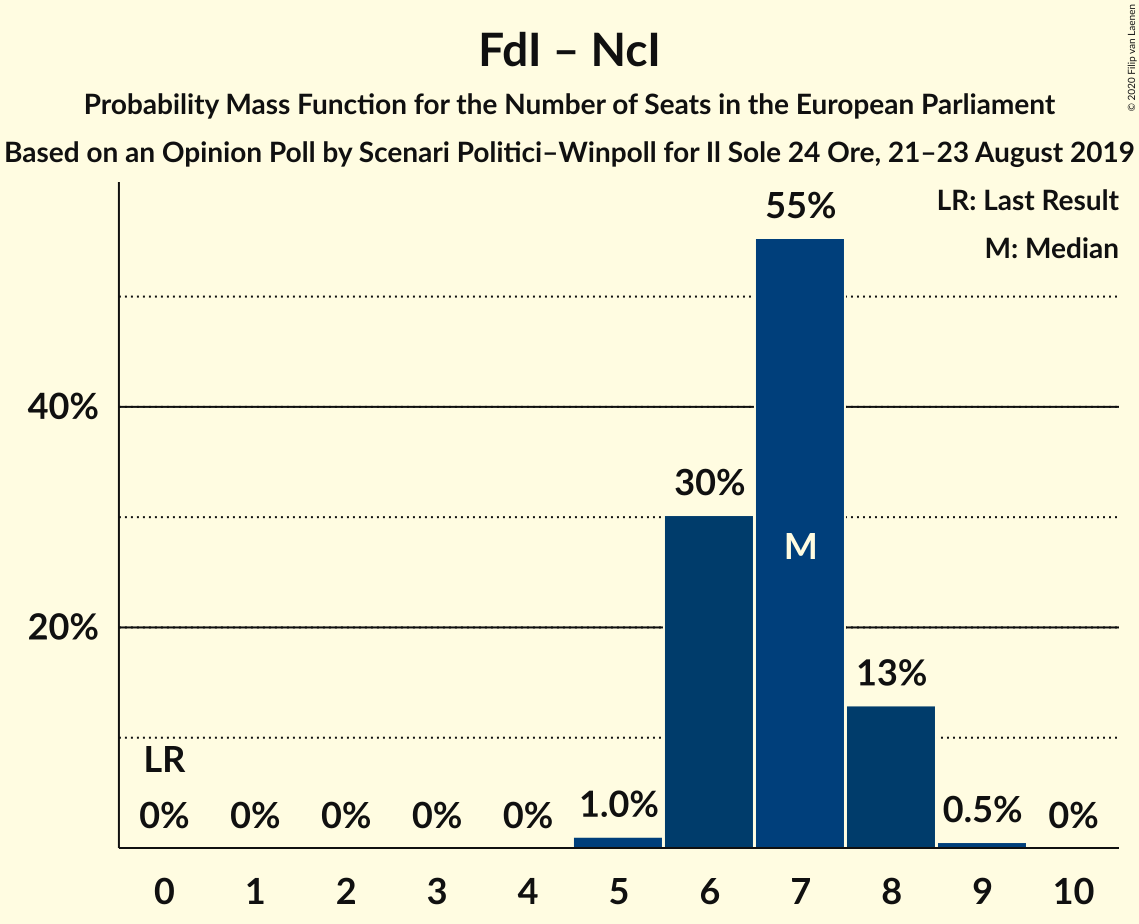 FdI – NcI
Probability Mass Function for the Number of Seats in the European Parliament
Based on an Opinion Poll by Scenari Politici–Winpoll for Il Sole 24 Ore, 21–23 August 2019
© 2020 Filip van Laenen
LR: Last Result
M: Median
55%
40%
30%
M
20%
13%
LR
0% 0% 0% 0% 0% 1.0% 0.5% 0%
0 1 2 3 4 5 6 7 8 9 10